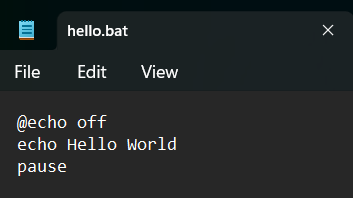 hello.bat
File Edit View
@echo off
echo Hello World
pause